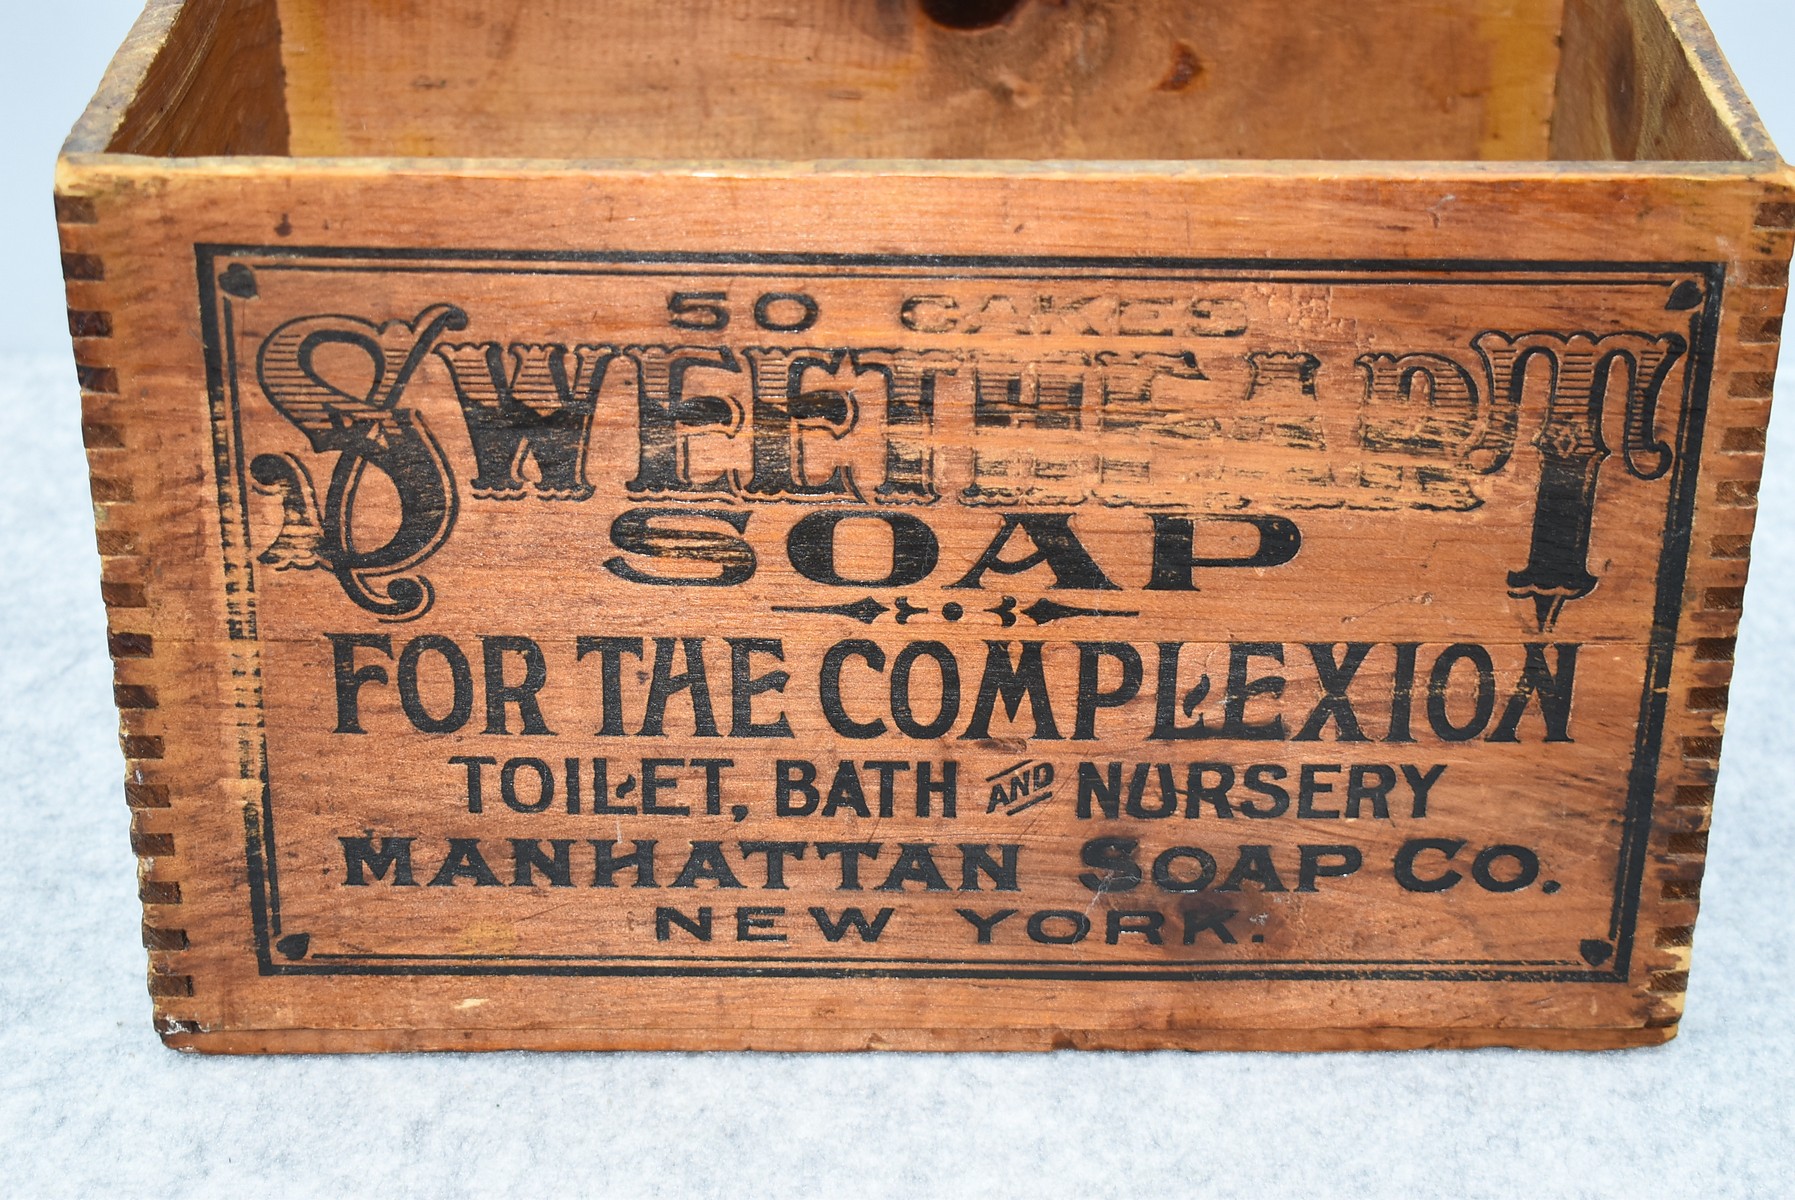 50 CAKES
SWEETHEART
SOAP
FOR THE COMPLEXION
TOILET, BATH AND NURSERY
MANHATTAN SOAP CO.
NEW YORK.